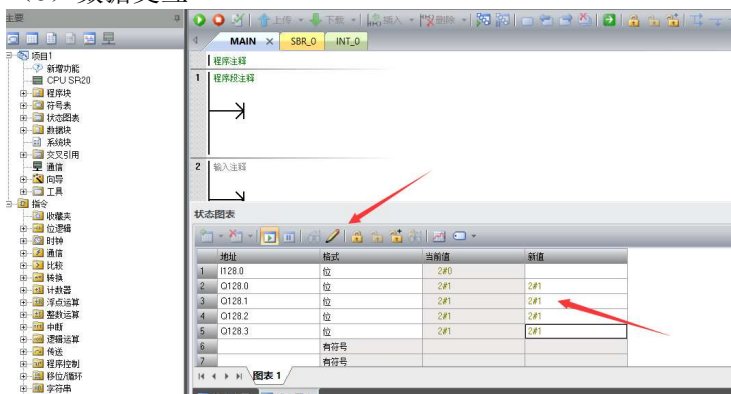 (3) 数据交互
主要
项目1
新增功能
CPU SR20
程序块
符号表
状态图表
数据块
系统块
交叉引用
通信
向导
工具
指令
收藏夹
位逻辑
时钟
通信
比较
转换
计数器
浮点运算
整数运算
中断
逻辑运算
传送
程序控制
移位/循环
字符串
上传 下载 插入 删除
MAIN × SBR_0 INT_0
程序注释
1 程序段注释
2 输入注释
状态图表
地址 格式 当前值 新值
1 I128.0 位 2#0
2 Q128.0 位 2#1 2#1
3 Q128.1 位 2#1 2#1
4 Q128.2 位 2#1 2#1
5 Q128.3 位 2#1 2#1
6 有符号
7 有符号
图表 1